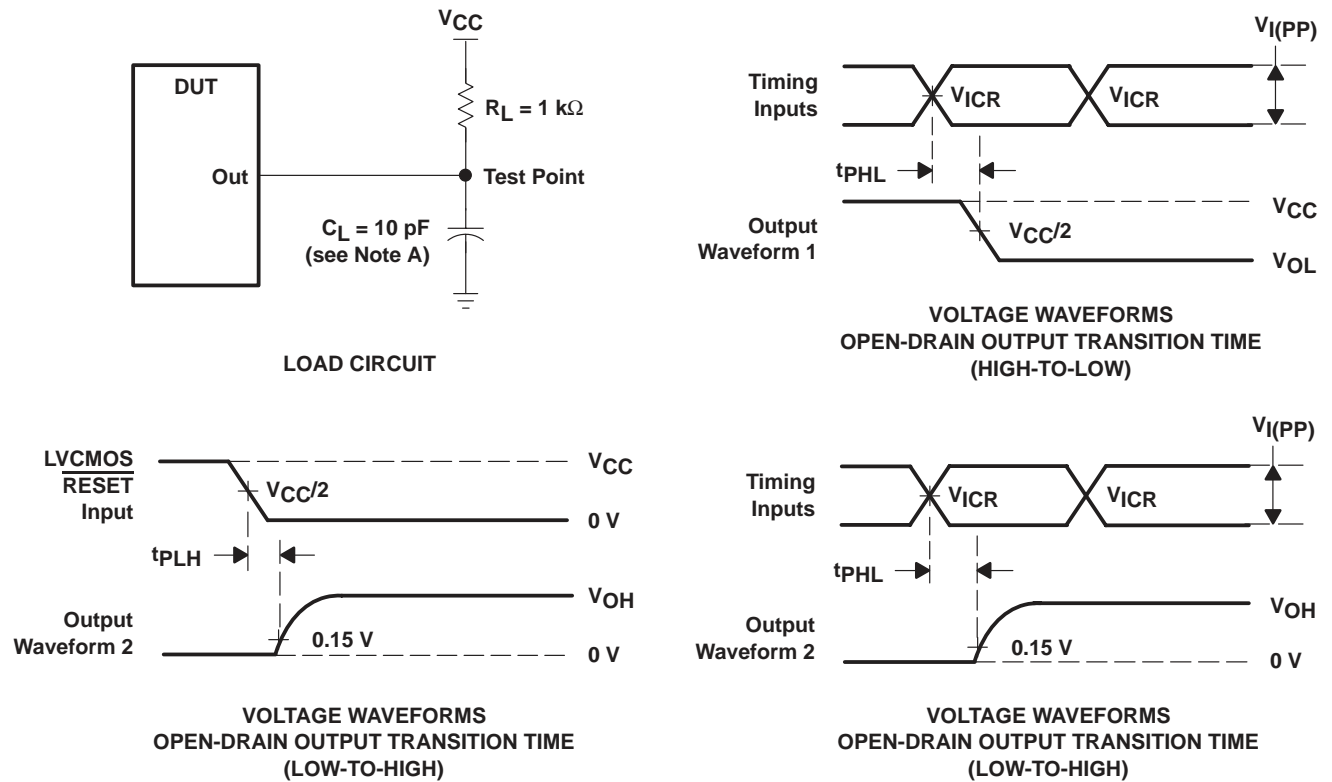 VCC
DUT
RL = 1 kΩ
Out
Test Point
CL = 10 pF
(see Note A)
LOAD CIRCUIT
VI(PP)
Timing
Inputs
VICR
VICR
tPHL
VCC
Output
Waveform 1
VCC/2
VOL
VOLTAGE WAVEFORMS
OPEN-DRAIN OUTPUT TRANSITION TIME
(HIGH-TO-LOW)
LVCMOS
RESET
Input
VCC
VCC/2
0 V
tPLH
VOH
Output
Waveform 2
0.15 V
0 V
VOLTAGE WAVEFORMS
OPEN-DRAIN OUTPUT TRANSITION TIME
(LOW-TO-HIGH)
VI(PP)
Timing
Inputs
VICR
VICR
tPHL
VOH
Output
Waveform 2
0.15 V
0 V
VOLTAGE WAVEFORMS
OPEN-DRAIN OUTPUT TRANSITION TIME
(LOW-TO-HIGH)